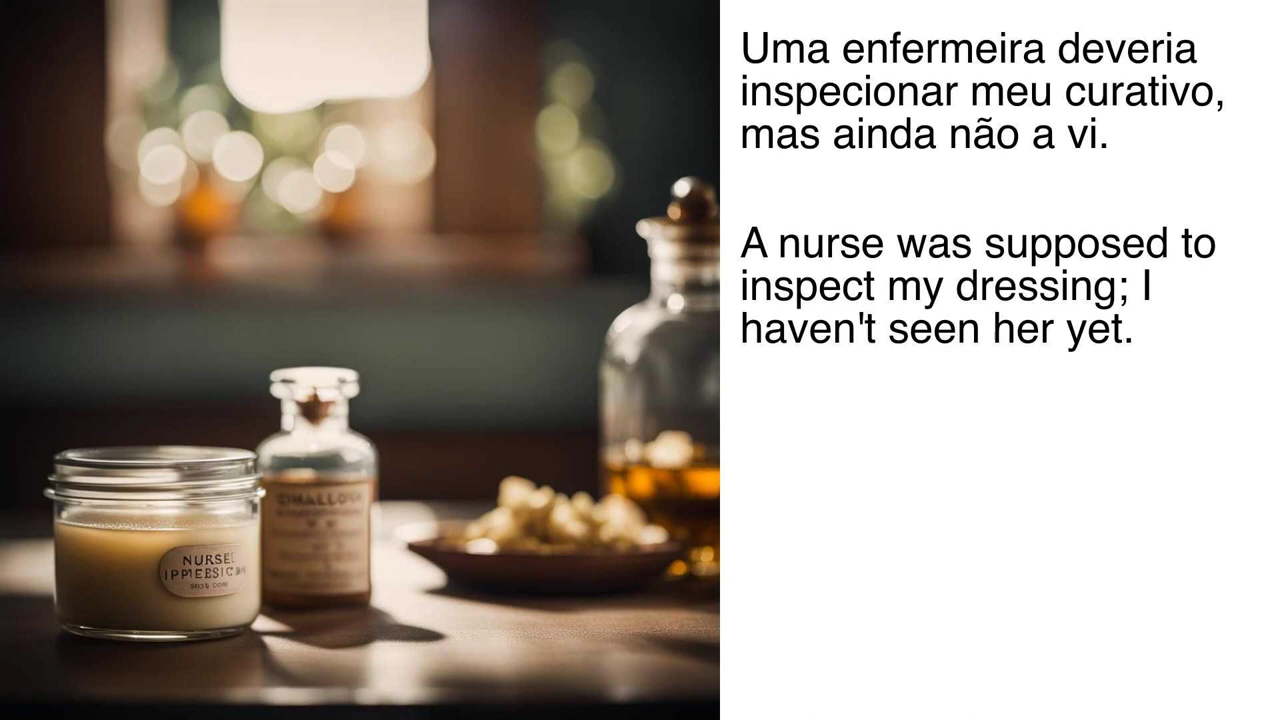 Uma enfermeira deveria
inspecionar meu curativo,
mas ainda não a vi.
A nurse was supposed to
inspect my dressing; I
haven't seen her yet.
NURSEE